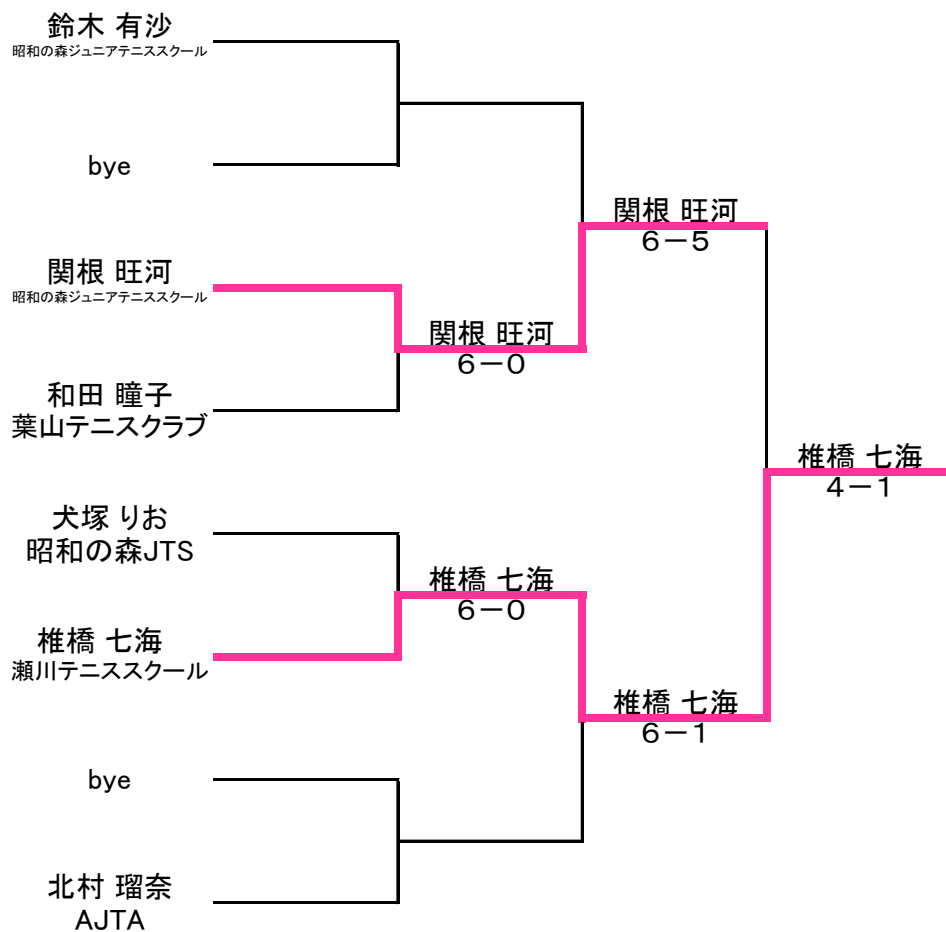 鈴木 有沙
昭和の森ジュニアテニススクール
bye
関根 旺河
昭和の森ジュニアテニススクール
和田 瞳子
葉山テニスクラブ
犬塚 りお
昭和の森JTS
椎橋 七海
瀬川テニススクール
bye
北村 瑠奈
AJTA
関根 旺河
6－0
椎橋 七海
6－0
関根 旺河
6－5
椎橋 七海
6－1
椎橋 七海
4－1